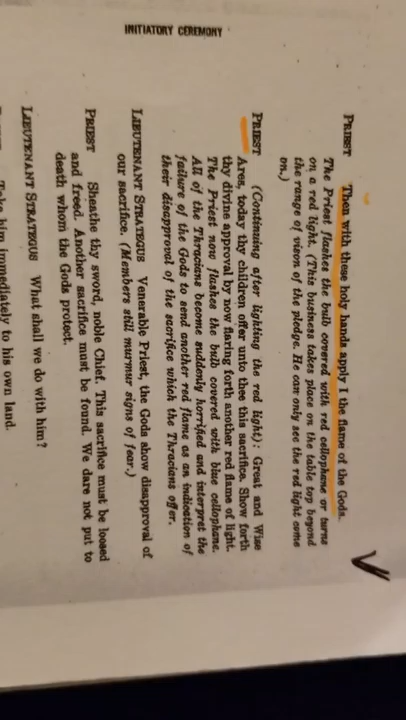 INITIATORY CEREMONY
PRIEST Then with these holy hands apply I the flame of the Gods.
The Priest flashes the bulb covered with red cellophane or turns
on a red light. (This business takes place on the table top beyond
the range of vision of the pledge. He can only see the red light come
on.)
PRIEST (Continuing after lighting the red light): Great and Wise
Ares, today thy children offer unto thee this sacrifice. Show forth
thy divine approval by now flaring forth another red flame of light.
The Priest now flashes the bulb covered with blue cellophane.
All of the Thracians become suddenly horrified and interpret the
failure of the Gods to send another red flame as an indication of
their disapproval of the sacrifice which the Thracians offer.
LIEUTENANT STRATEGUS Venerable Priest, the Gods show disapproval of
our sacrifice. (Members still murmur signs of fear.)
PRIEST Sheathe thy sword, noble Chief. This sacrifice must be loosed
and freed. Another sacrifice must be found. We dare not put to
death whom the Gods protect.
LIEUTENANT STRATEGUS What shall we do with him?
Take him immediately to his own land.